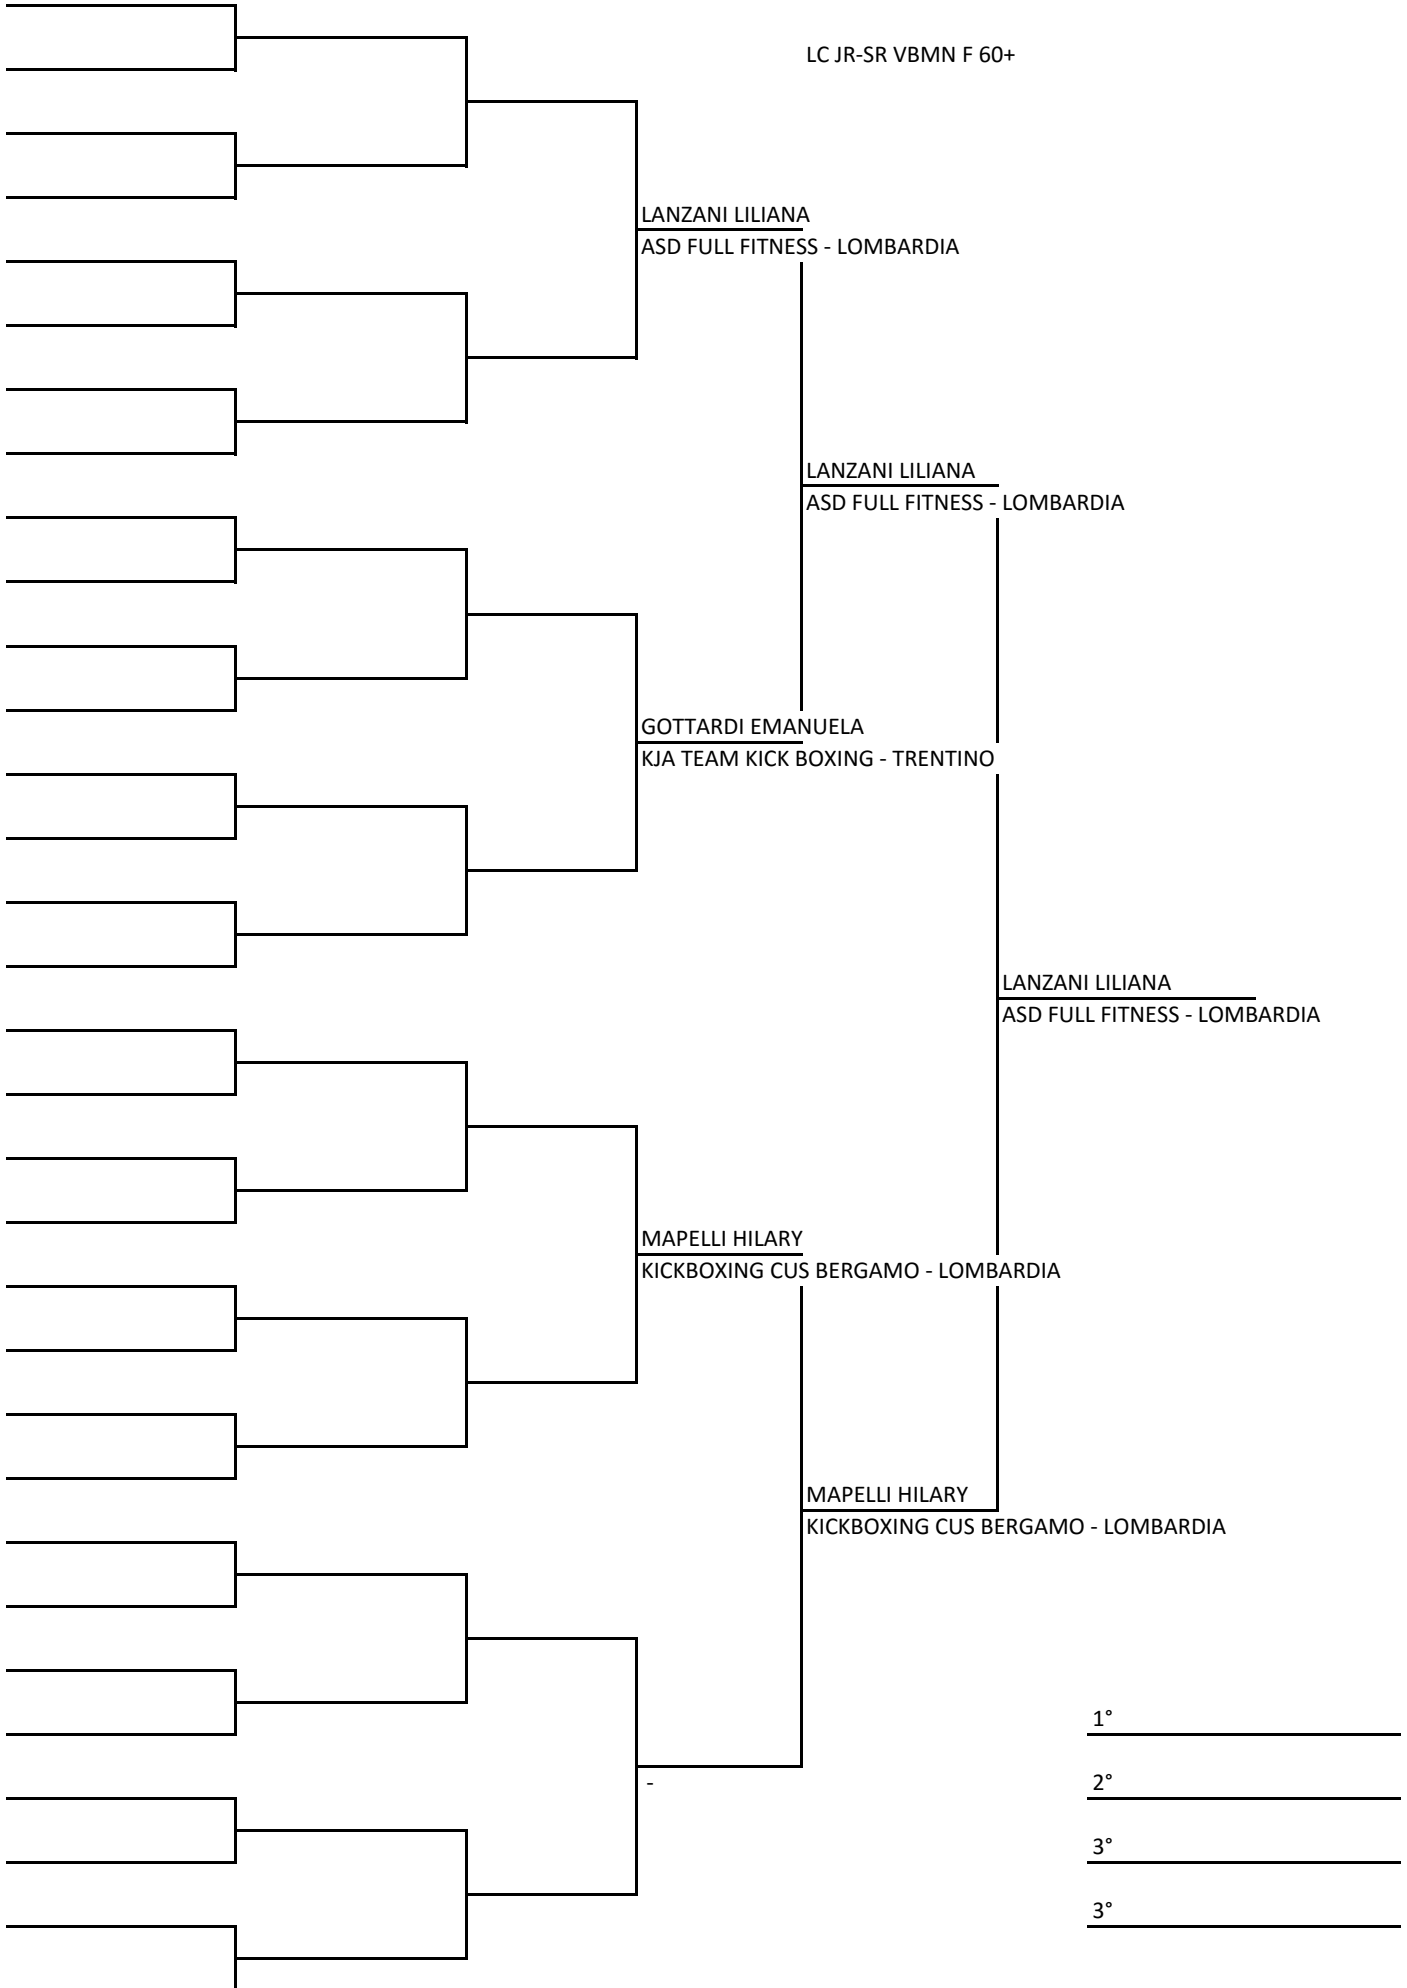 LC JR-SR VBMN F 60+
LANZANI LILIANA
ASD FULL FITNESS - LOMBARDIA
LANZANI LILIANA
ASD FULL FITNESS - LOMBARDIA
GOTTARDI EMANUELA
KJA TEAM KICK BOXING - TRENTINO
LANZANI LILIANA
ASD FULL FITNESS - LOMBARDIA
MAPELLI HILARY
KICKBOXING CUS BERGAMO - LOMBARDIA
MAPELLI HILARY
KICKBOXING CUS BERGAMO - LOMBARDIA
1°
-
2°
3°
3°